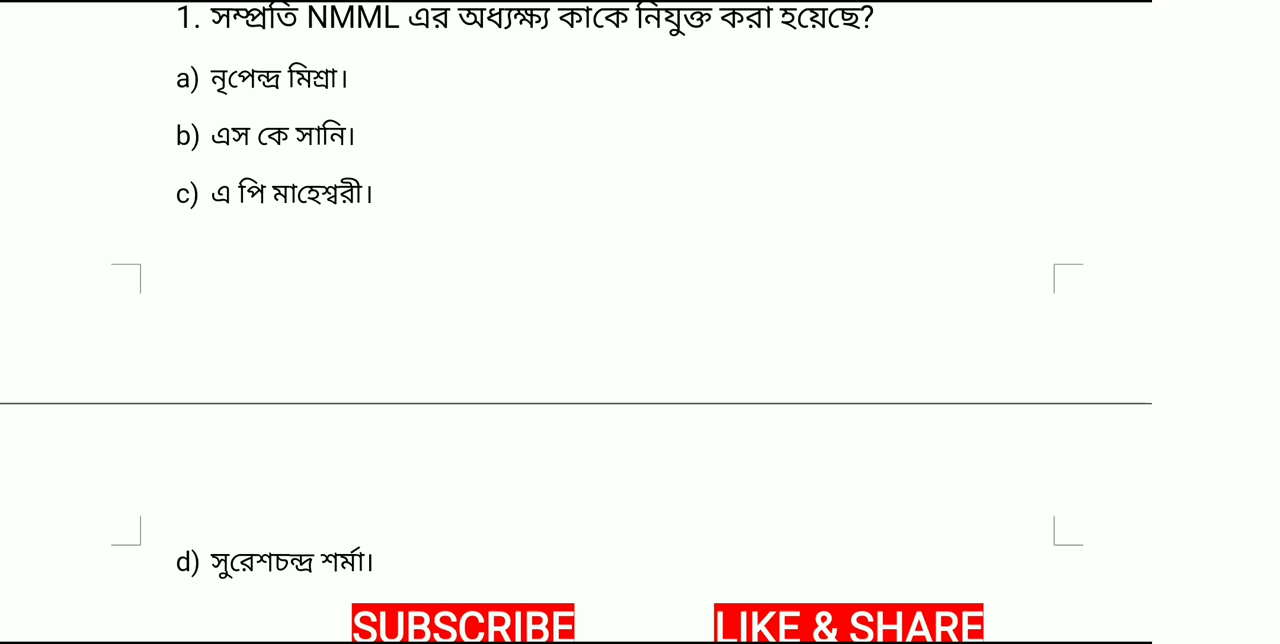 1. সম্প্রতি NMML এর অধ্যক্ষ্য কাকে নিযুক্ত করা হয়েছে?
a) নৃপেন্দ্র মিশ্রা।
b) এস কে সানি।
c) এ পি মাহেশ্বরী।
d) সুরেশচন্দ্র শর্মা।
SUBSCRIBE LIKE & SHARE